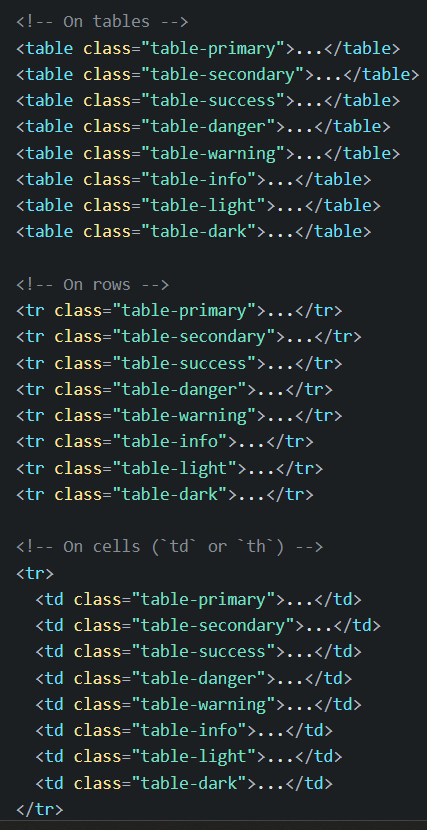 <!-- On tables -->
<table class="table-primary">...</table>
<table class="table-secondary">...</table>
<table class="table-success">...</table>
<table class="table-danger">...</table>
<table class="table-warning">...</table>
<table class="table-info">...</table>
<table class="table-light">...</table>
<table class="table-dark">...</table>

<!-- On rows -->
<tr class="table-primary">...</tr>
<tr class="table-secondary">...</tr>
<tr class="table-success">...</tr>
<tr class="table-danger">...</tr>
<tr class="table-warning">...</tr>
<tr class="table-info">...</tr>
<tr class="table-light">...</tr>
<tr class="table-dark">...</tr>

<!-- On cells (`td` or `th`) -->
<tr>
  <td class="table-primary">...</td>
  <td class="table-secondary">...</td>
  <td class="table-success">...</td>
  <td class="table-danger">...</td>
  <td class="table-warning">...</td>
  <td class="table-info">...</td>
  <td class="table-light">...</td>
  <td class="table-dark">...</td>
</tr>